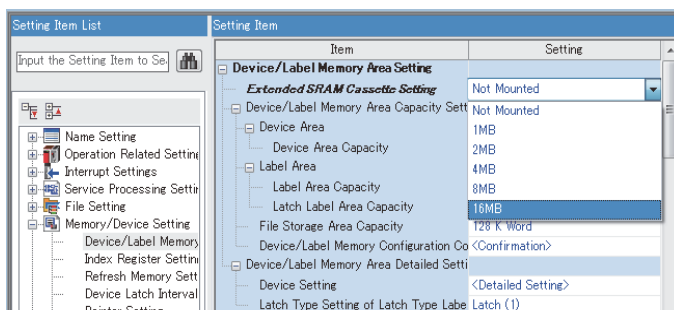 Setting Item List
Input the Setting Item to Se
Name Setting
Operation Related Setting
Interrupt Settings
Service Processing Settir
File Setting
Memory/Device Setting
Device/Label Memory
Index Register Settin
Refresh Memory Sett
Device Latch Interval
Pointer Setting
Setting Item
Item Setting
Device/Label Memory Area Setting
Extended SRAM Cassette Setting Not Mounted
Device/Label Memory Area Capacity Sett Not Mounted
Device Area 1MB
Device Area Capacity 2MB
Label Area 4MB
Label Area Capacity 8MB
Latch Label Area Capacity 16MB
File Storage Area Capacity 128 K Word
Device/Label Memory Configuration Co <Confirmation>
Device/Label Memory Area Detailed Setti
Device Setting <Detailed Setting>
Latch Type Setting of Latch Type Labe Latch (1)